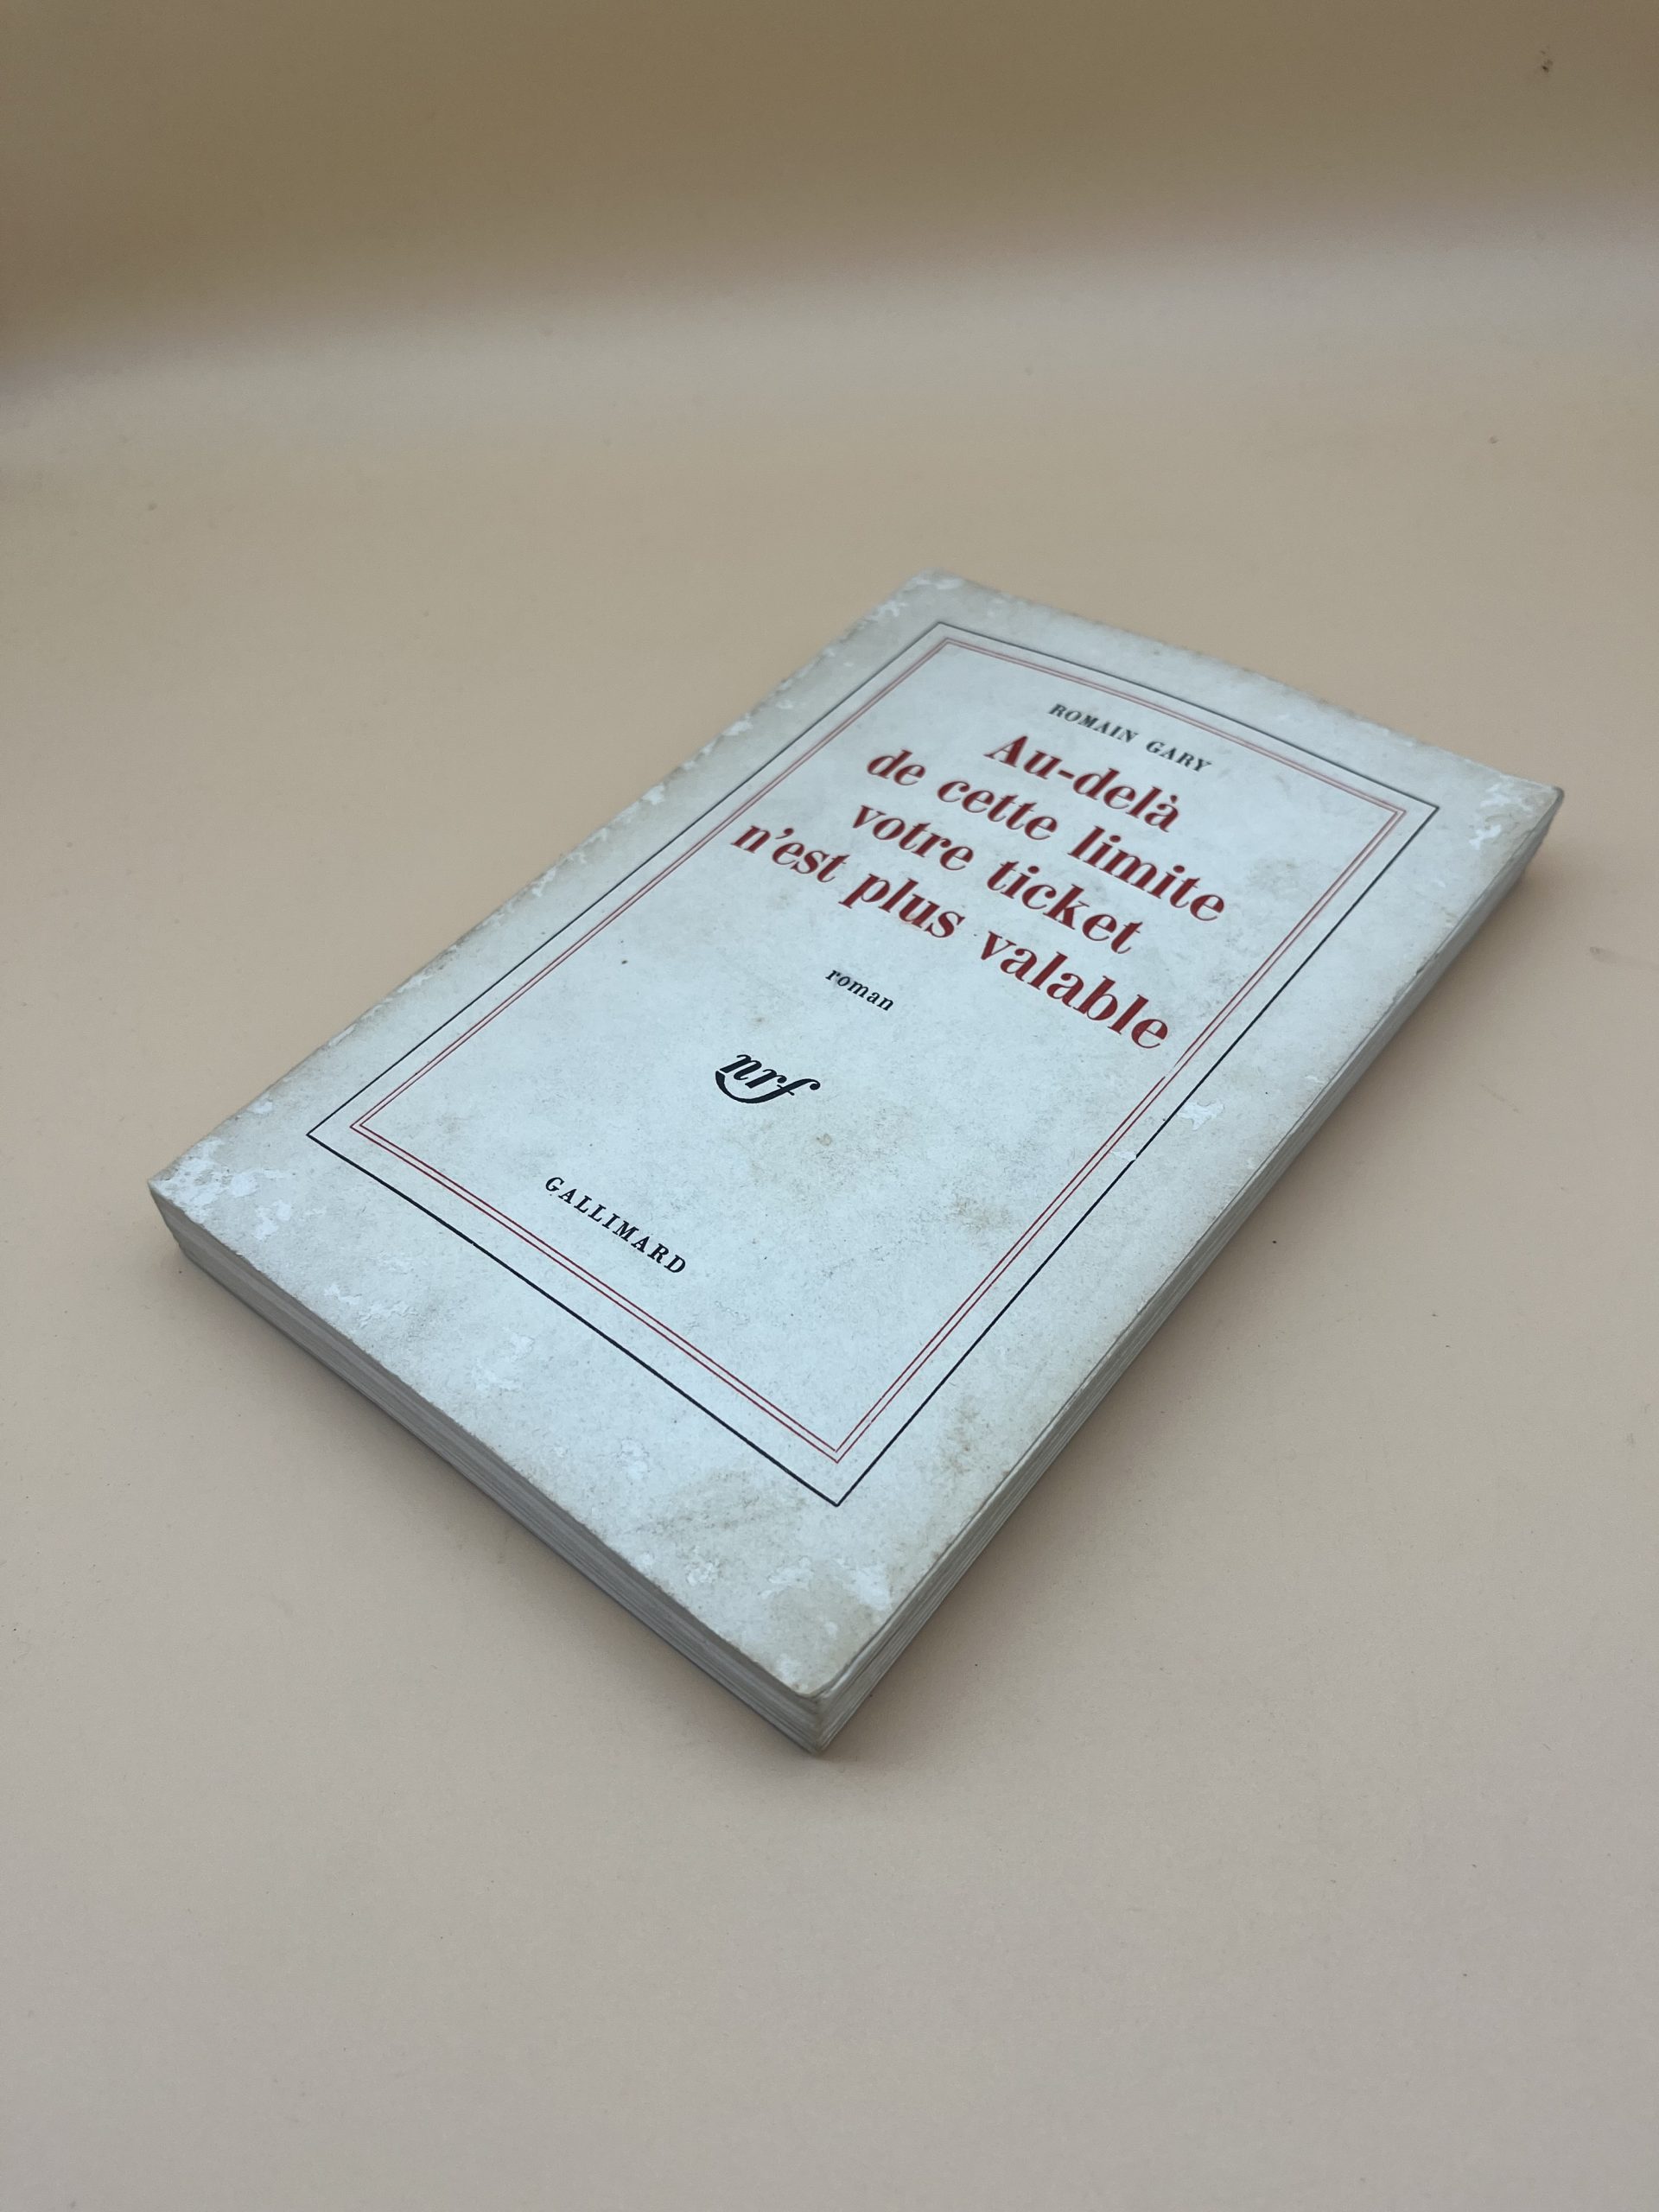 ROMAIN GARY
Au-delà
de cette limite
votre ticket
n'est plus valable
roman
nrf
GALLIMARD